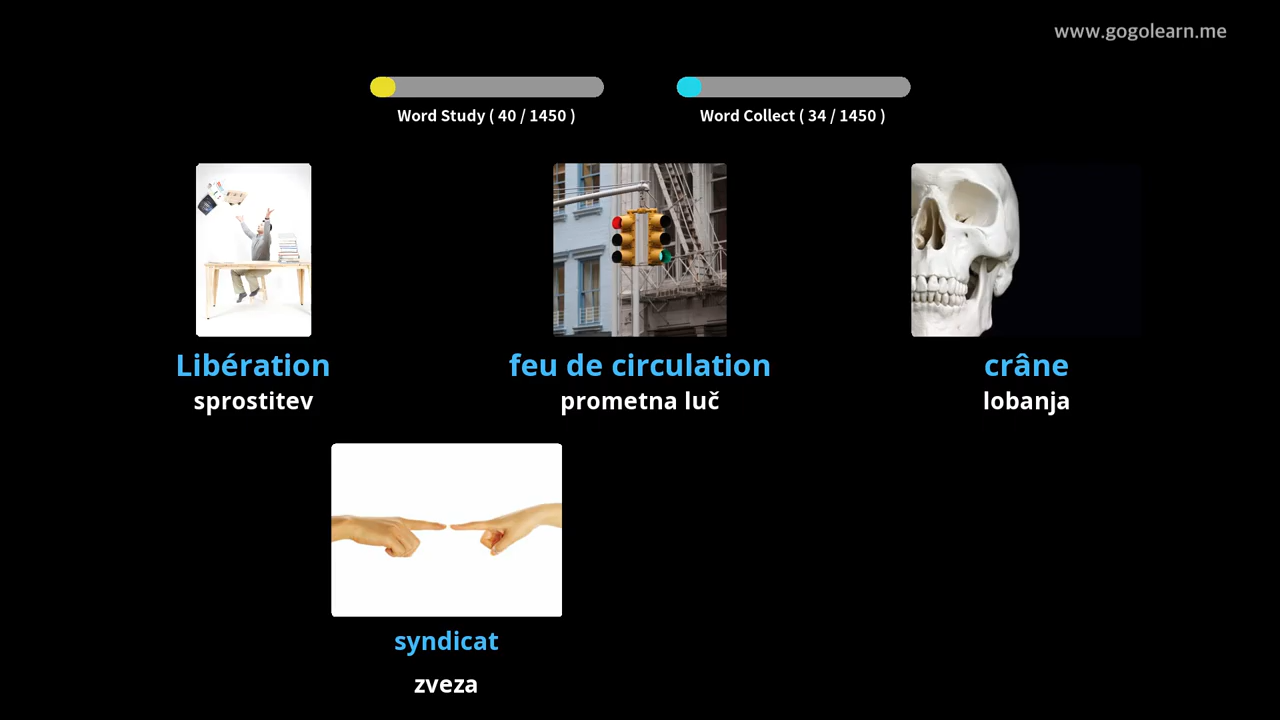 www.gogolearn.me
Word Study ( 40 / 1450 )
Word Collect ( 34 / 1450 )
Libération
feu de circulation
crâne
sprostitev
prometna luč
lobanja
syndicat
zveza